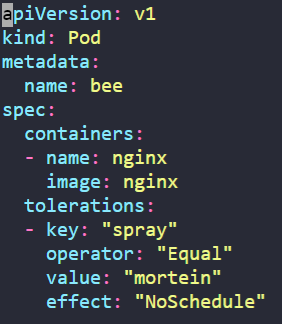 apiVersion: v1
kind: Pod
metadata:
  name: bee
spec:
  containers:
  - name: nginx
    image: nginx
  tolerations:
  - key: "spray"
    operator: "Equal"
    value: "mortein"
    effect: "NoSchedule"